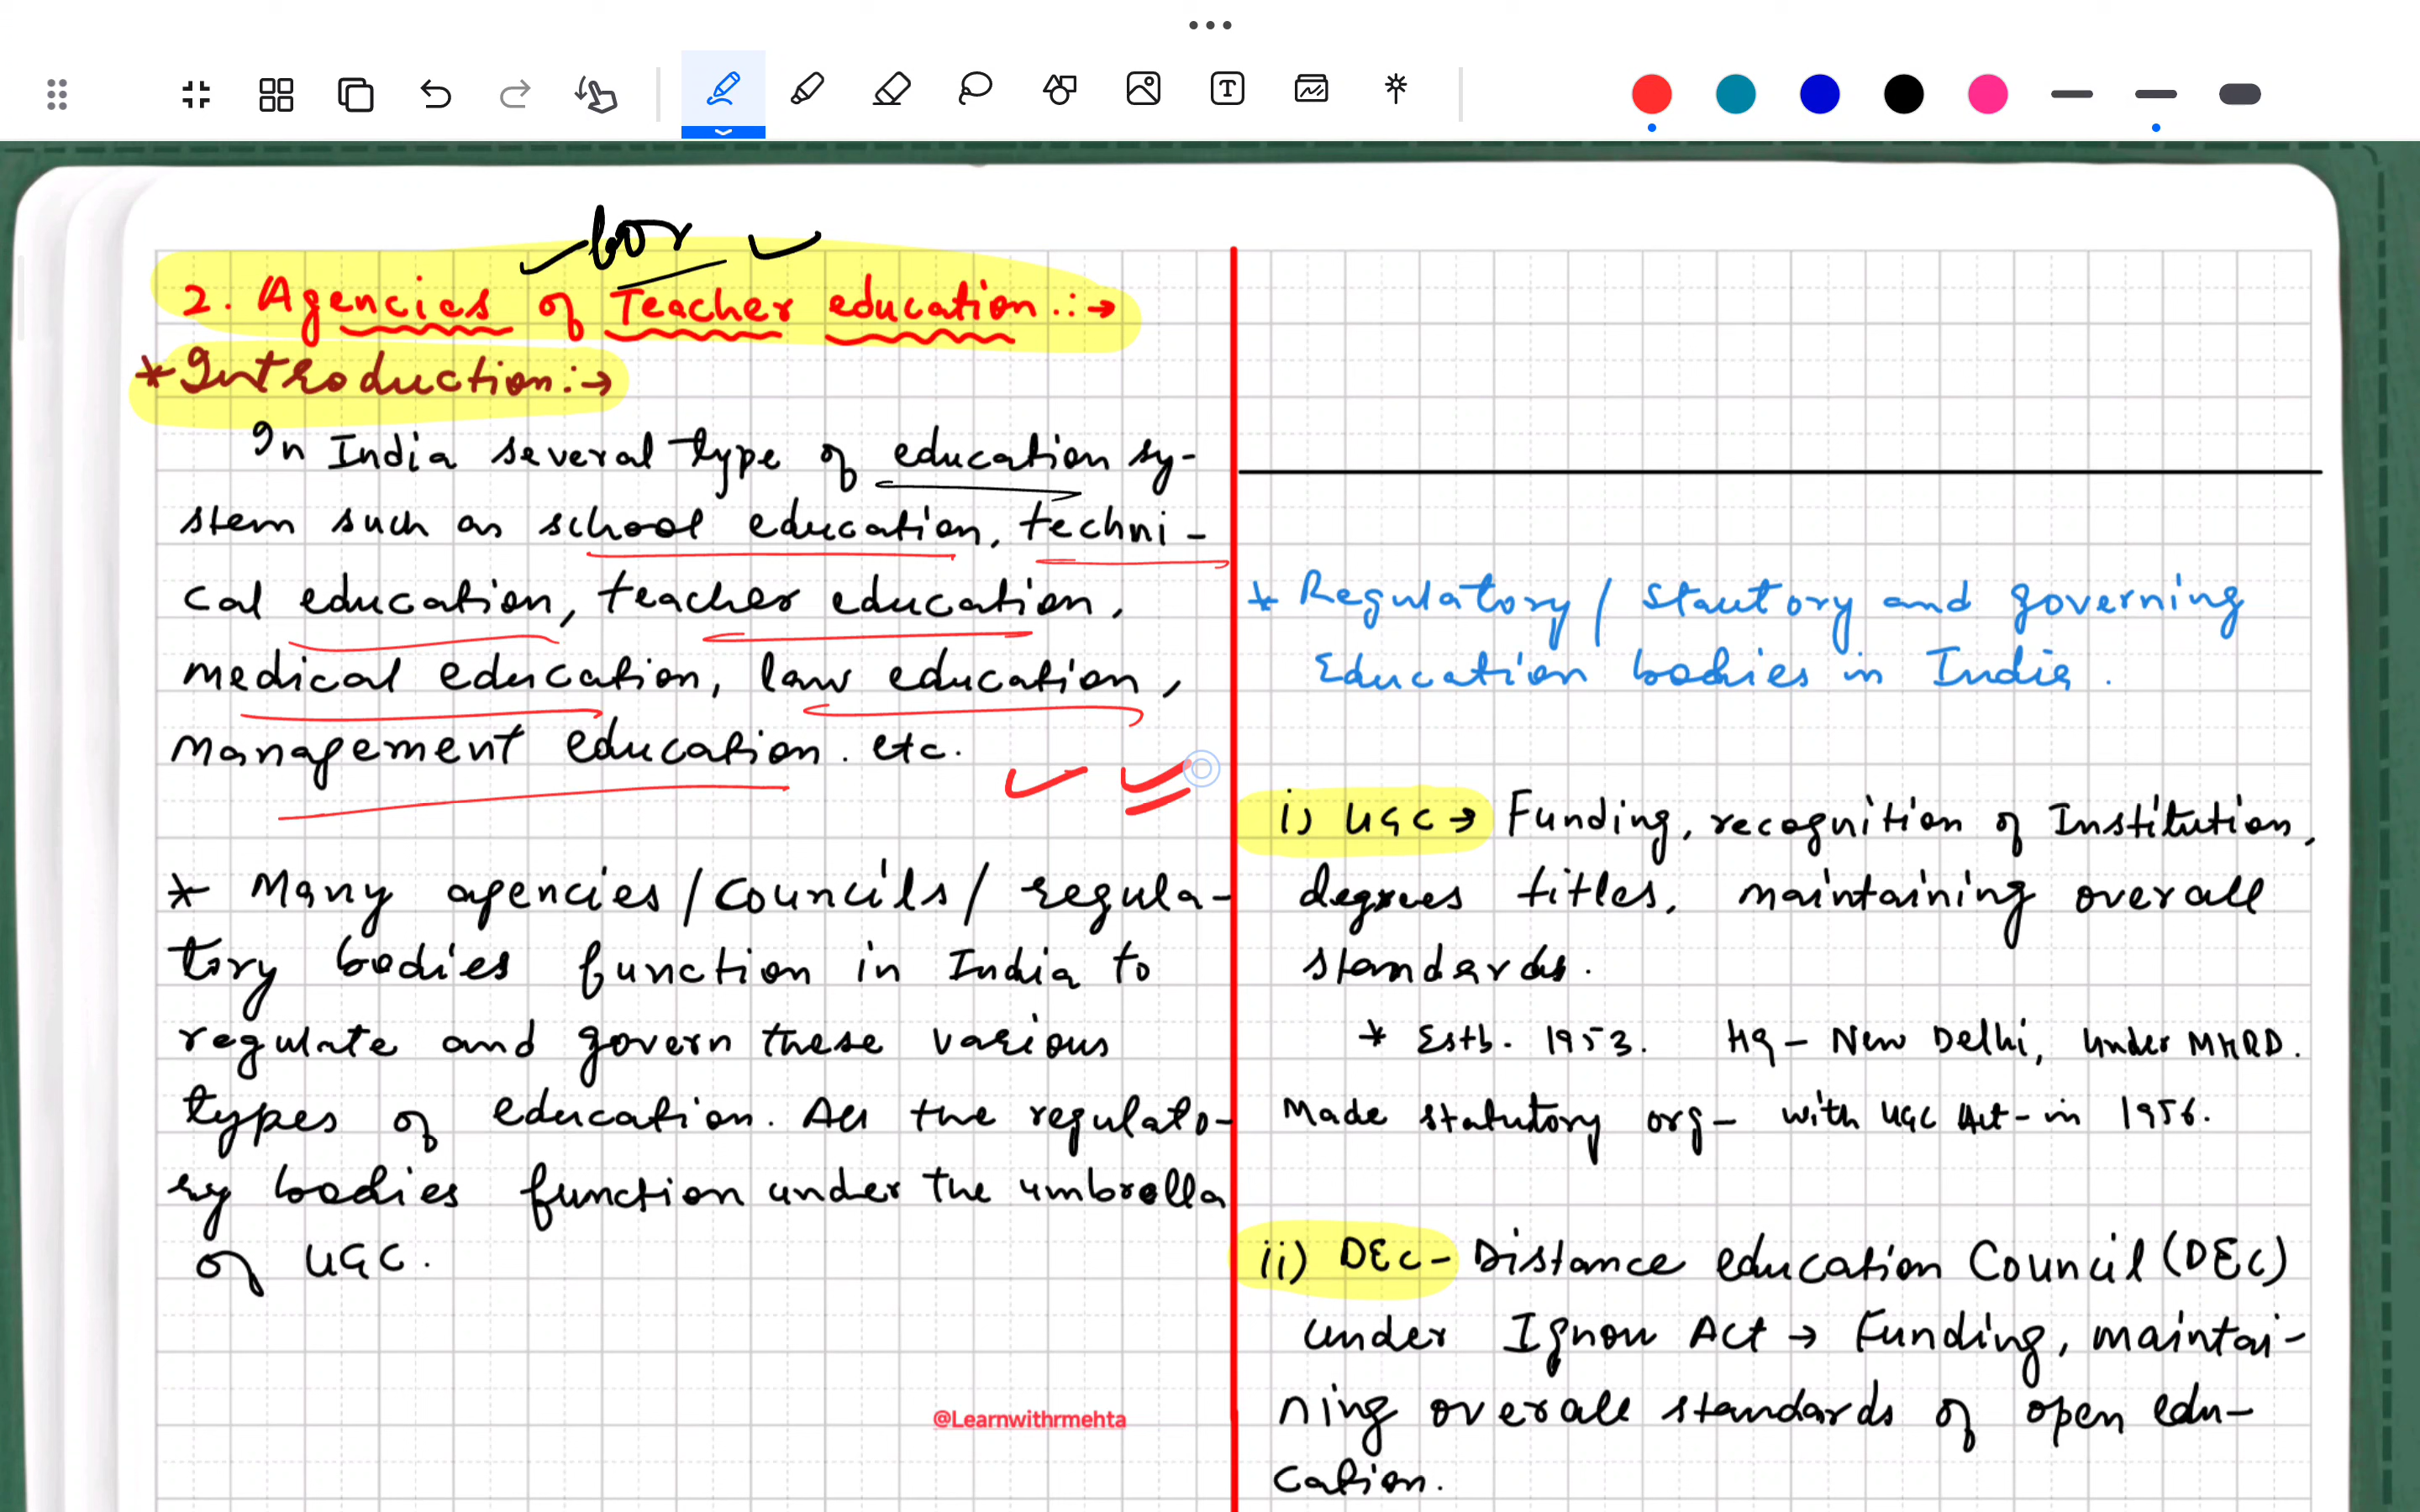 for
2. Agencies of Teacher education.:→
*Introduction:→
In India several type of education sy-
stem such as school education, techni-
cal education, teacher education,
medical education, law education,
management education. etc.
* Many agencies/Councils/regula-
tory bodies function in India to
regulate and govern these various
types of education. All the regulato-
ry bodies function under the umbrella
of UGC.
@Learnwithrmehta
* Regulatory/stautory and governing
Education bodies in India.
i) UGC→ Funding, recognition of Institution,
degrees titles, maintaining overall
standards.
* Estb. 1953. HQ- New Delhi, under MHRD.
Made statutory org- with UGC Act- in 1956.
ii) DEC- Distance education Council (DEC)
under Ignou Act → Funding, maintai-
ning overall standards of open edu-
cation.